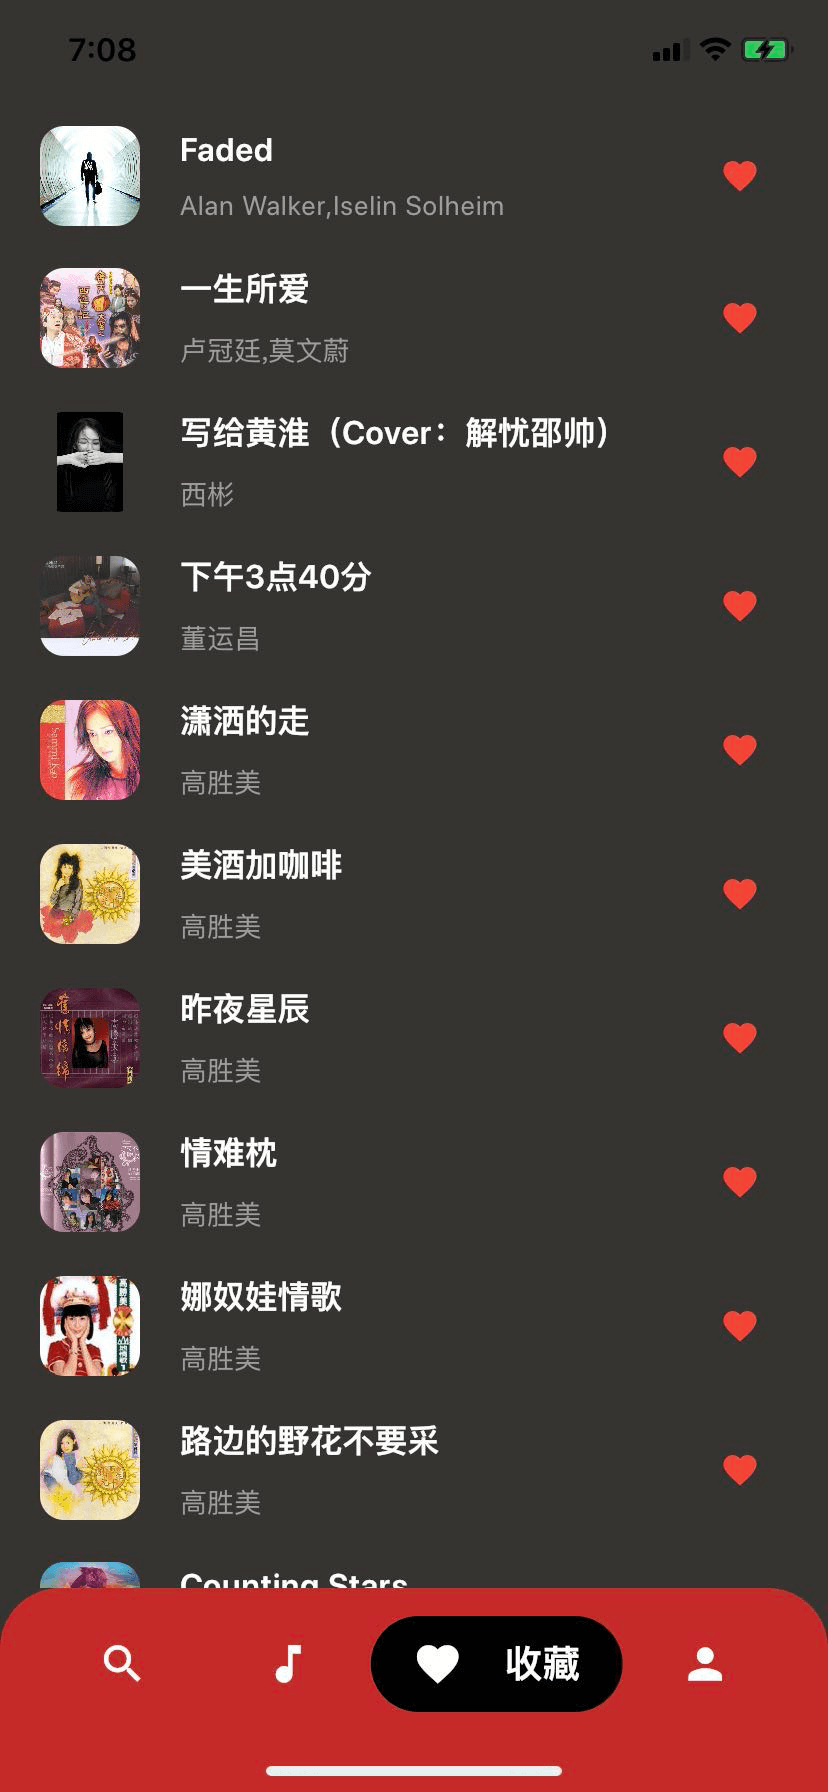 7:08
Faded
Alan Walker,Iselin Solheim
一生所爱
卢冠廷,莫文蔚
写给黄淮（Cover：解忧邵帅）
西彬
下午3点40分
董运昌
潇洒的走
高胜美
美酒加咖啡
高胜美
昨夜星辰
高胜美
情难枕
高胜美
娜奴娃情歌
高胜美
路边的野花不要采
高胜美
Counting Stars
收藏